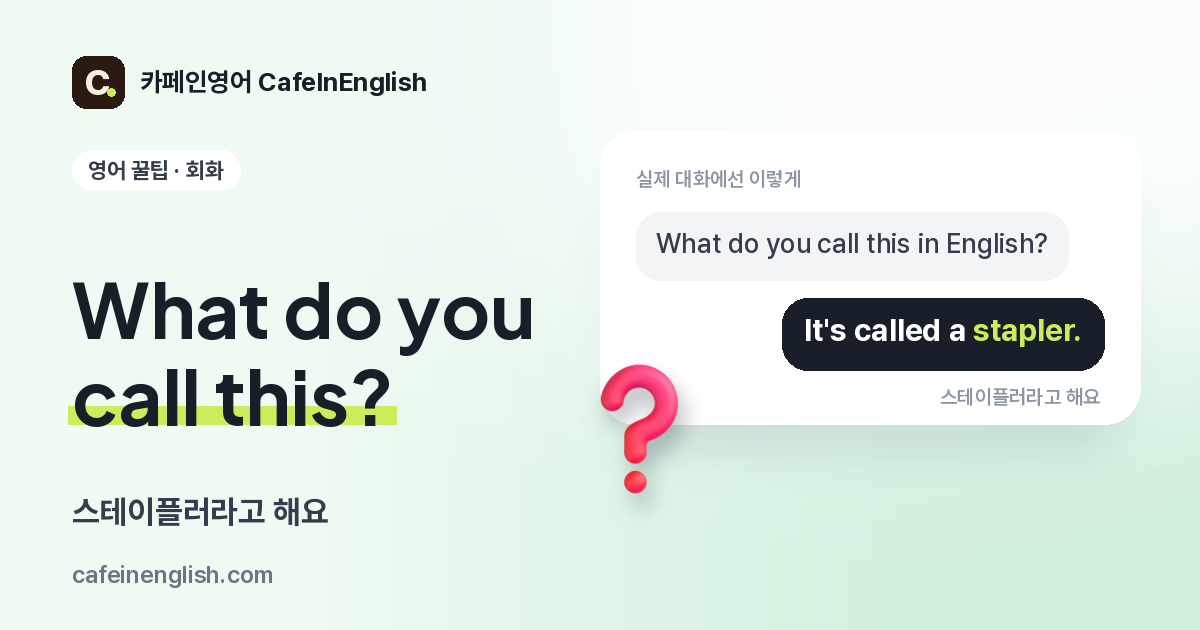 C
카페인영어 CafeInEnglish
영어 꿀팁 · 회화
What do you
call this?
스테이플러라고 해요
cafeinenglish.com
실제 대화에선 이렇게
What do you call this in English?
It's called a stapler.
스테이플러라고 해요